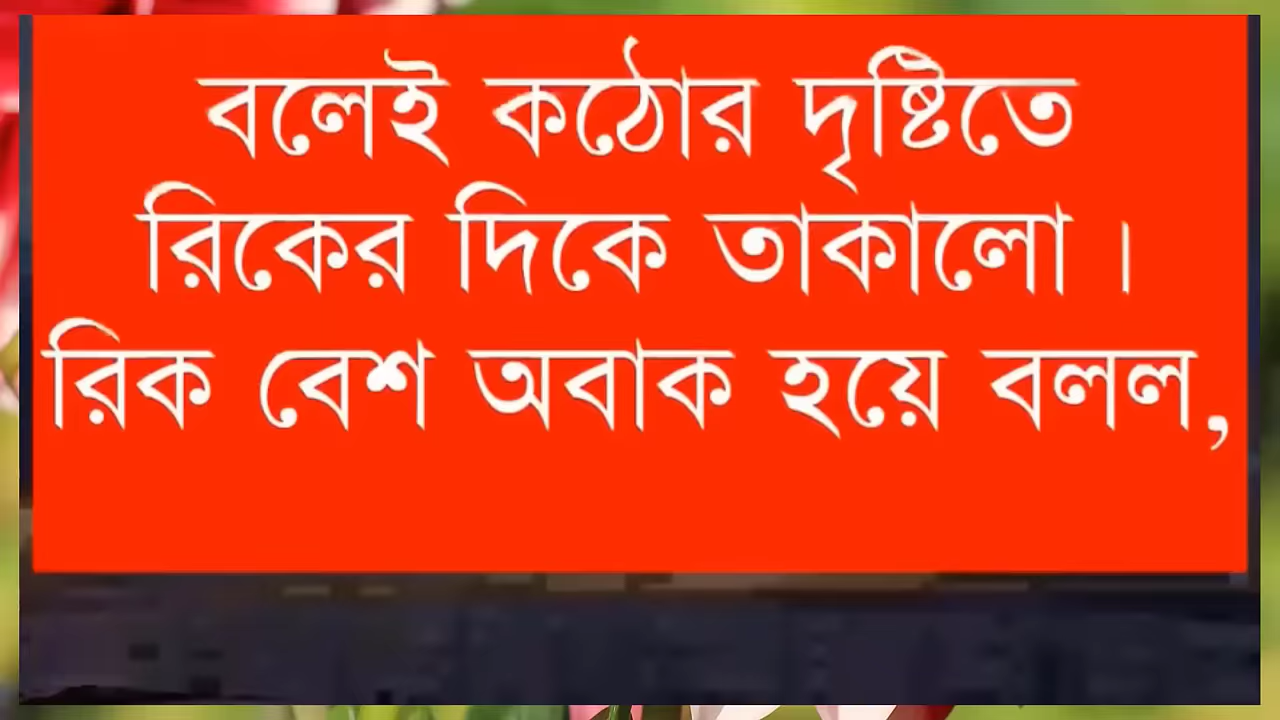 বলেই কঠোর দৃষ্টিতে
রিকের দিকে তাকালো ।
রিক বেশ অবাক হয়ে বলল,